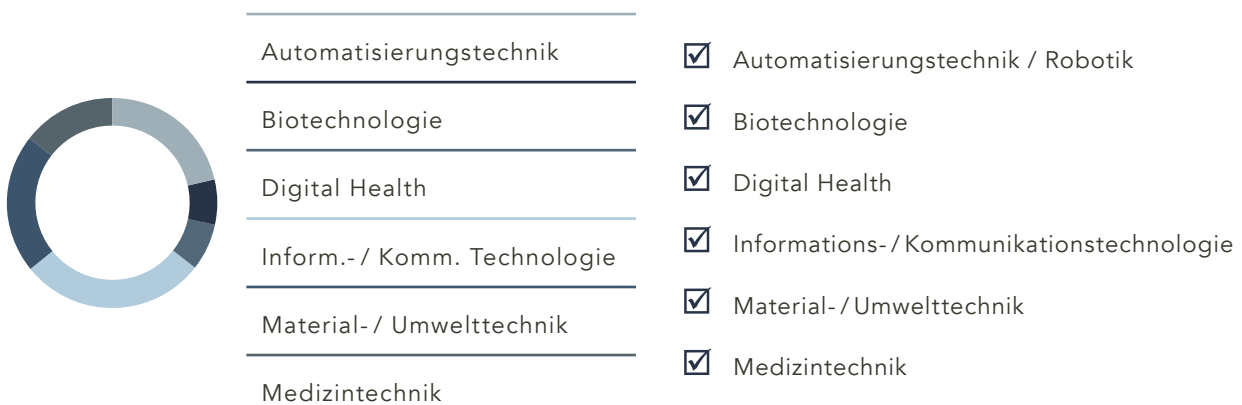 Automatisierungstechnik
Biotechnologie
Digital Health
Inform.- / Komm. Technologie
Material- / Umwelttechnik
Medizintechnik
Automatisierungstechnik / Robotik
Biotechnologie
Digital Health
Informations- / Kommunikationstechnologie
Material- / Umwelttechnik
Medizintechnik